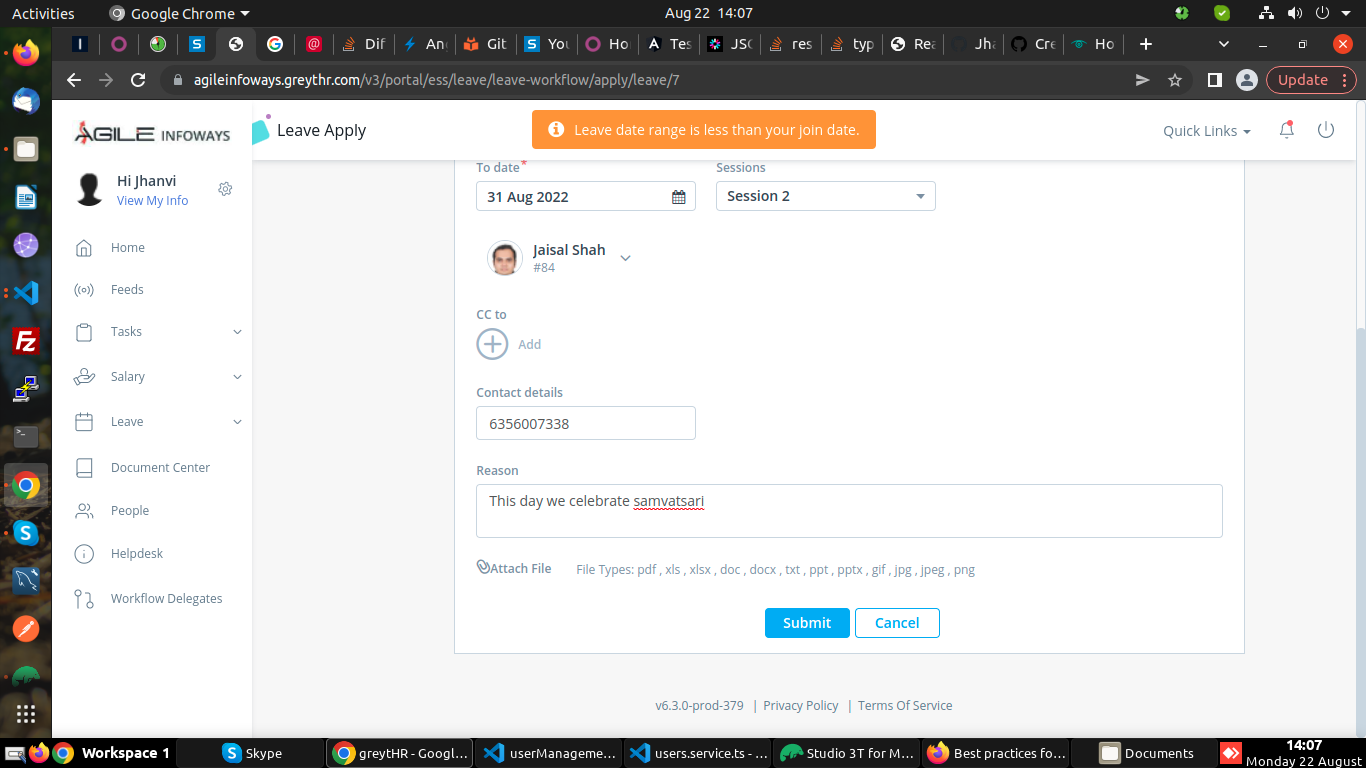 Activities
Google Chrome
Aug 22 14:07
Dif
An
Git
You
Ho
Tes
JSC
res
typ
Rea
Jha
Cre
Ho
agileinfoways.greythr.com/v3/portal/ess/leave/leave-workflow/apply/leave/7
Update
AGILE INFOWAYS
Leave Apply
Leave date range is less than your join date.
Quick Links
Hi Jhanvi
View My Info
Home
Feeds
Tasks
Salary
Leave
Document Center
People
Helpdesk
Workflow Delegates
To date*
Sessions
31 Aug 2022
Session 2
Jaisal Shah
#84
CC to
Add
Contact details
6356007338
Reason
This day we celebrate samvatsari
Attach File
File Types: pdf , xls , xlsx , doc , docx , txt , ppt , pptx , gif , jpg , jpeg , png
Submit
Cancel
v6.3.0-prod-379 | Privacy Policy | Terms Of Service
Workspace 1
Skype
greytHR - Googl...
userManageme...
users.service.ts - ...
Studio 3T for M...
Best practices fo...
Documents
14:07
Monday 22 August